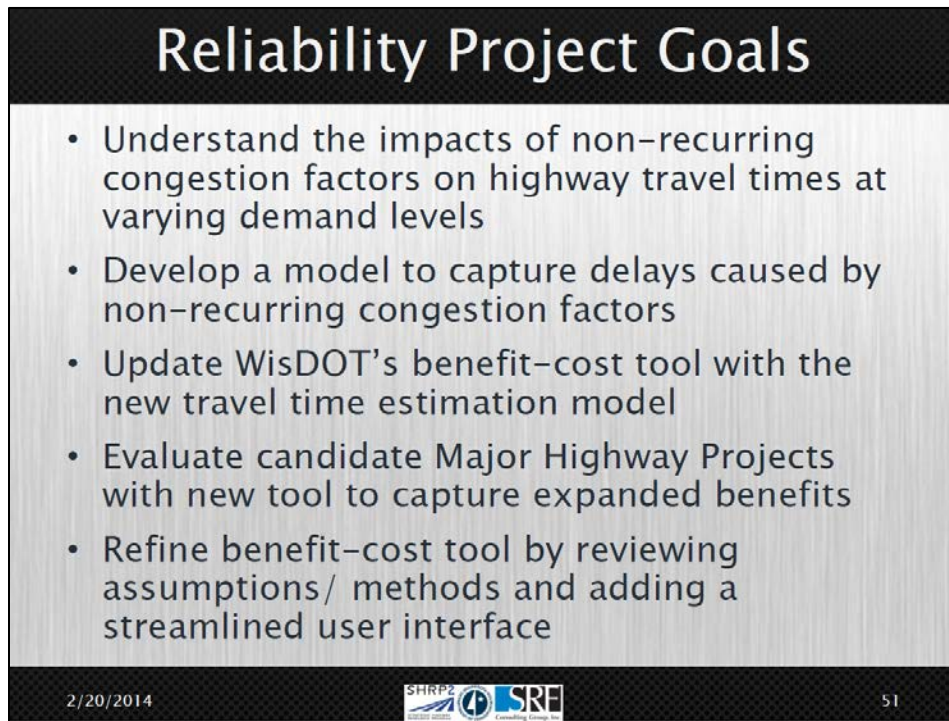 Reliability Project Goals
• Understand the impacts of non-recurring
congestion factors on highway travel times at
varying demand levels
• Develop a model to capture delays caused by
non-recurring congestion factors
• Update WisDOT's benefit-cost tool with the
new travel time estimation model
• Evaluate candidate Major Highway Projects
with new tool to capture expanded benefits
• Refine benefit-cost tool by reviewing
assumptions/ methods and adding a
streamlined user interface
2/20/2014
SHRP2
SRF
Consulting Group, Inc.
51